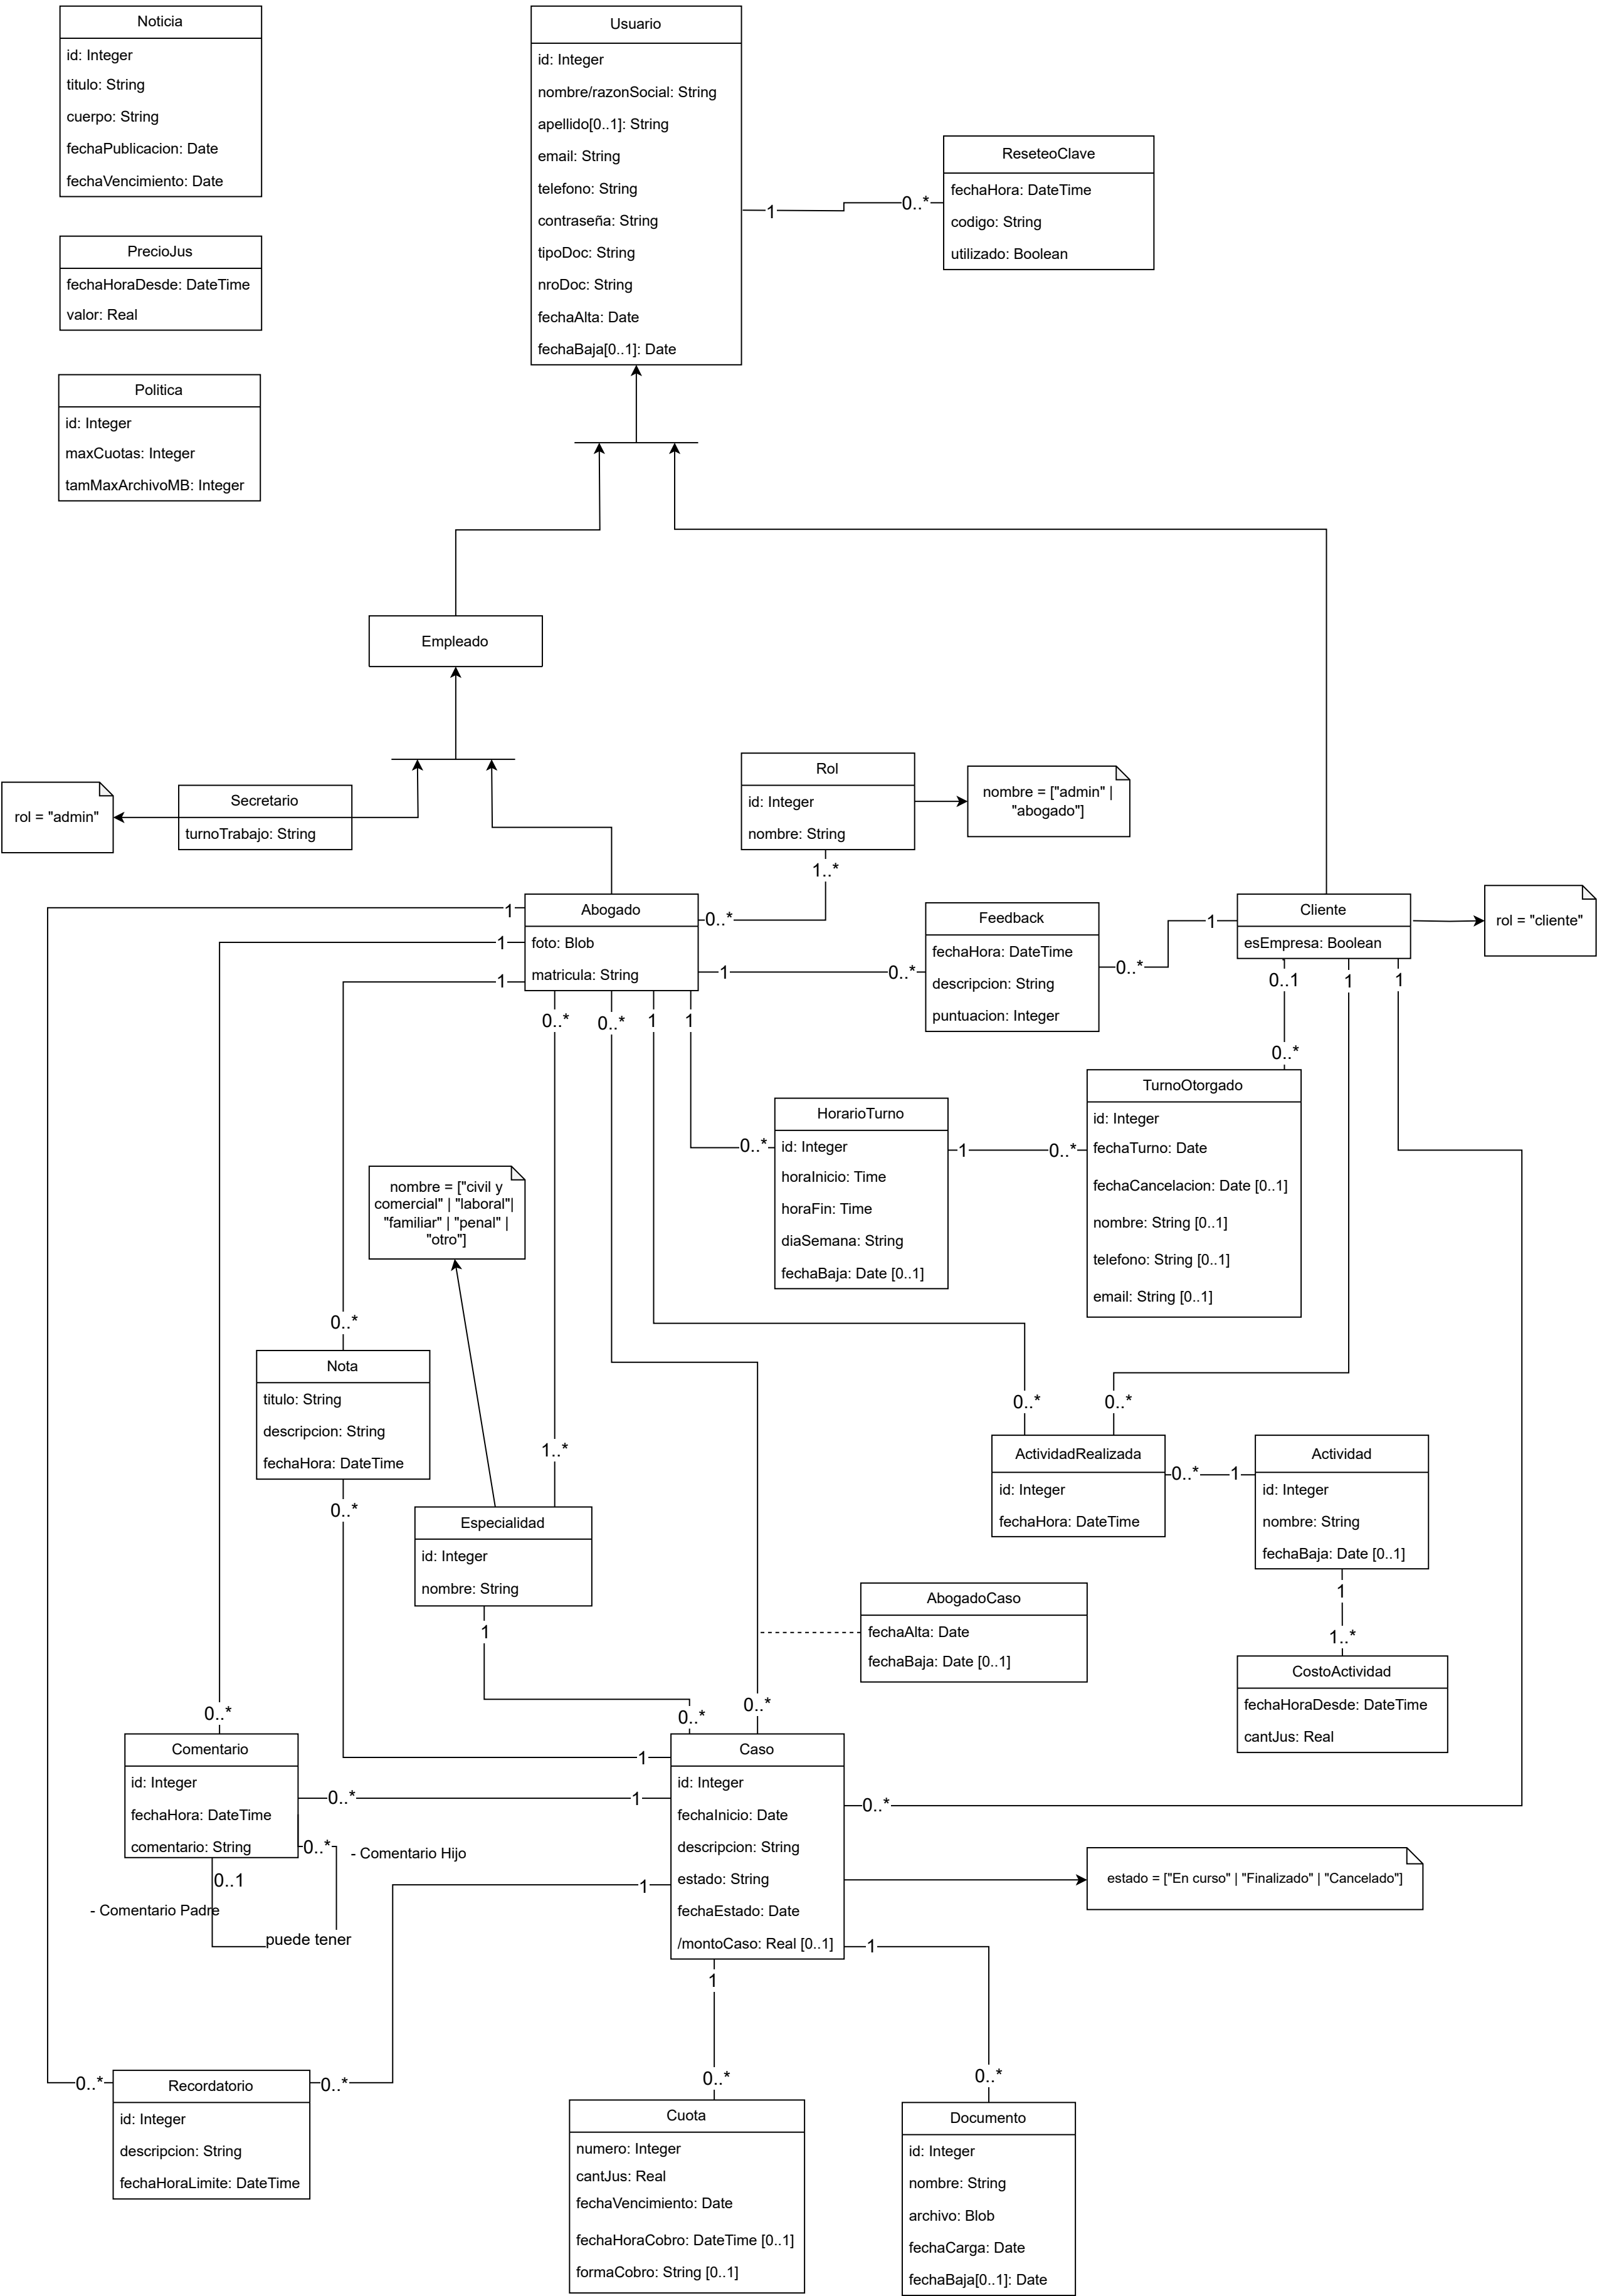 Noticia
id: Integer
titulo: String
cuerpo: String
fechaPublicacion: Date
fechaVencimiento: Date
PrecioJus
fechaHoraDesde: DateTime
valor: Real
Politica
id: Integer
maxCuotas: Integer
tamMaxArchivoMB: Integer
Usuario
id: Integer
nombre/razonSocial: String
apellido[0..1]: String
email: String
telefono: String
contraseña: String
tipoDoc: String
nroDoc: String
fechaAlta: Date
fechaBaja[0..1]: Date
1
0..*
ReseteoClave
fechaHora: DateTime
codigo: String
utilizado: Boolean
Empleado
rol = "admin"
Secretario
turnoTrabajo: String
Rol
id: Integer
nombre: String
nombre = ["admin" |
"abogado"]
1..*
0..*
Abogado
foto: Blob
matricula: String
1
1
1
1
0..*
0..*
0..*
1
1
Feedback
fechaHora: DateTime
descripcion: String
puntuacion: Integer
0..*
1
Cliente
esEmpresa: Boolean
rol = "cliente"
0..1
1
1
0..*
TurnoOtorgado
id: Integer
fechaTurno: Date
fechaCancelacion: Date [0..1]
nombre: String [0..1]
telefono: String [0..1]
email: String [0..1]
HorarioTurno
id: Integer
horaInicio: Time
horaFin: Time
diaSemana: String
fechaBaja: Date [0..1]
0..*
1
0..*
nombre = ["civil y
comercial" | "laboral"|
"familiar" | "penal" |
"otro"]
0..*
Nota
titulo: String
descripcion: String
fechaHora: DateTime
0..*
1..*
Especialidad
id: Integer
nombre: String
1
0..*
0..*
ActividadRealizada
id: Integer
fechaHora: DateTime
0..*
1
Actividad
id: Integer
nombre: String
fechaBaja: Date [0..1]
1
1..*
CostoActividad
fechaHoraDesde: DateTime
cantJus: Real
AbogadoCaso
fechaAlta: Date
fechaBaja: Date [0..1]
0..*
0..*
0..*
Comentario
id: Integer
fechaHora: DateTime
comentario: String
0..*
1
1
0..*
- Comentario Hijo
0..1
- Comentario Padre
puede tener
Caso
id: Integer
fechaInicio: Date
descripcion: String
estado: String
fechaEstado: Date
/montoCaso: Real [0..1]
0..*
1
estado = ["En curso" | "Finalizado" | "Cancelado"]
1
1
0..*
0..*
Recordatorio
id: Integer
descripcion: String
fechaHoraLimite: DateTime
0..*
Cuota
numero: Integer
cantJus: Real
fechaVencimiento: Date
fechaHoraCobro: DateTime [0..1]
formaCobro: String [0..1]
0..*
Documento
id: Integer
nombre: String
archivo: Blob
fechaCarga: Date
fechaBaja[0..1]: Date